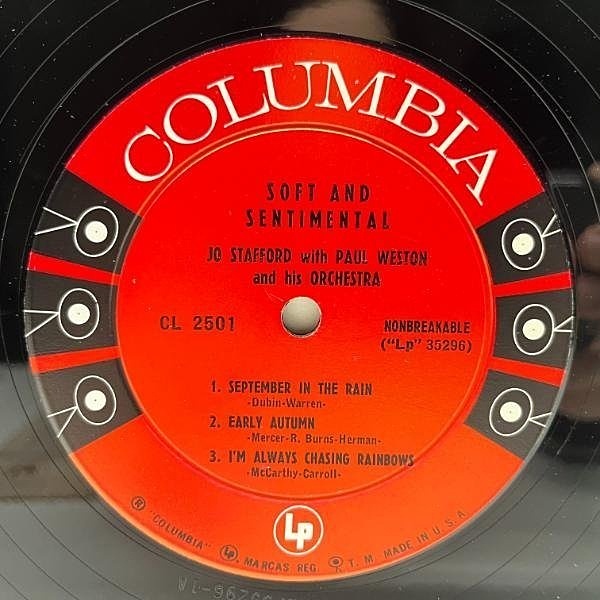 COLUMBIA
SOFT AND
SENTIMENTAL
JO STAFFORD with PAUL WESTON
and his ORCHESTRA
CL 2501
NONBREAKABLE
("Lp" 35296)
1. SEPTEMBER IN THE RAIN
-Dubin-Warren-
2. EARLY AUTUMN
-Mercer-R. Burns-Herman-
3. I'M ALWAYS CHASING RAINBOWS
-McCarthy-Carroll-
LP
® "COLUMBIA" MARCAS REG. T. M. MADE IN U. S. A.